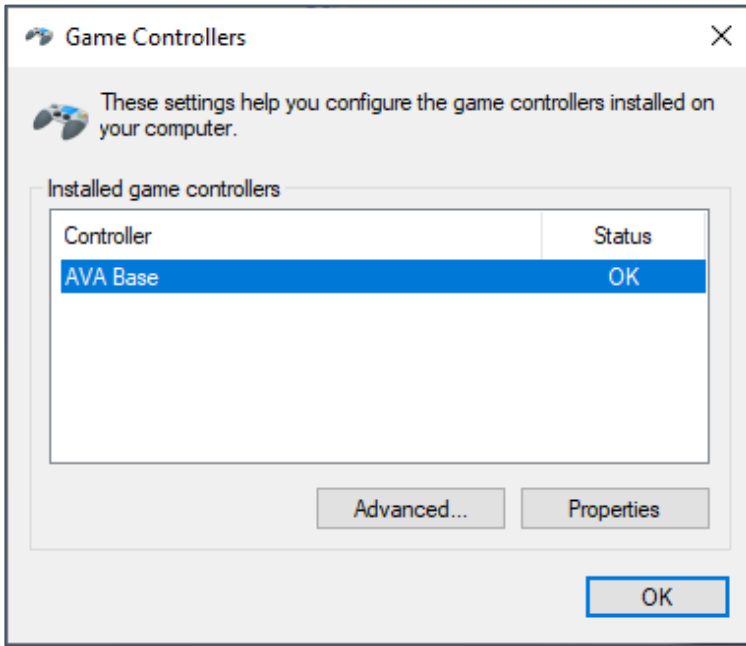 Game Controllers
These settings help you configure the game controllers installed on
your computer.
Installed game controllers
Controller Status
AVA Base OK
Advanced... Properties
OK